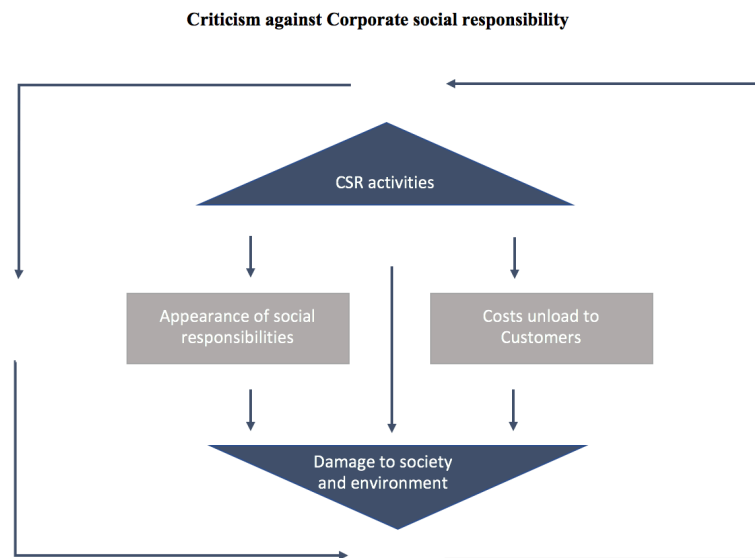 Criticism against Corporate social responsibility
CSR activities
Appearance of social
responsibilities
Costs unload to
Customers
Damage to society
and environment